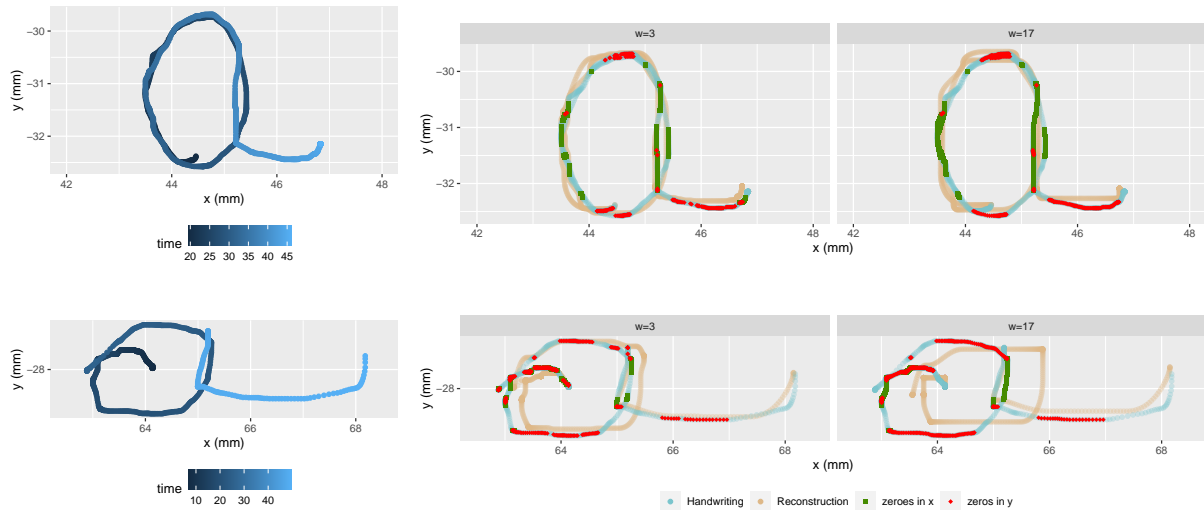 w=3 w=17
y (mm) −30 −31 −32
42 44 46 48
x (mm)
time 20 25 30 35 40 45
y (mm) −30 −31 −32
42 44 46 48 42 44 46 48
x (mm)
w=3 w=17
y (mm) −28
64 66 68
x (mm)
time 10 20 30 40
y (mm) −28
64 66 68 64 66 68
x (mm)
Handwriting Reconstruction zeroes in x zeros in y